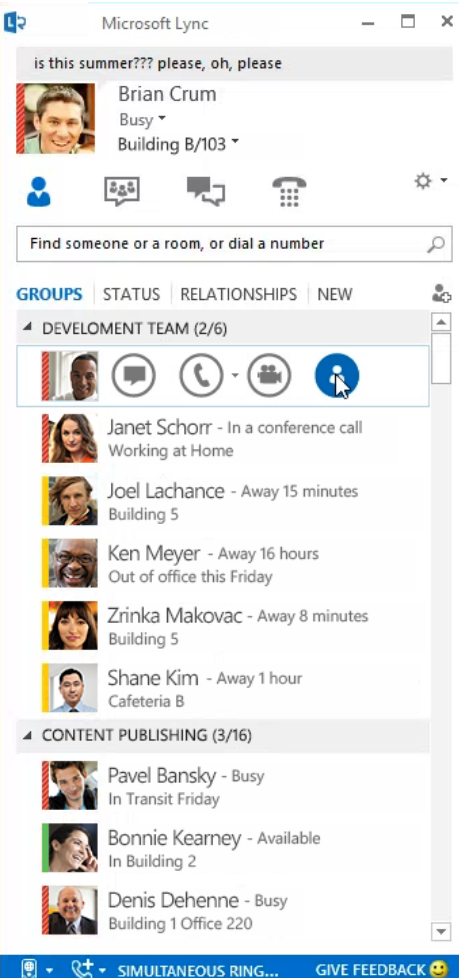 Microsoft Lync
is this summer??? please, oh, please
Brian Crum
Busy
Building B/103
Find someone or a room, or dial a number
GROUPS STATUS RELATIONSHIPS NEW
DEVELOMENT TEAM (2/6)
Janet Schorr - In a conference call
Working at Home
Joel Lachance - Away 15 minutes
Building 5
Ken Meyer - Away 16 hours
Out of office this Friday
Zrinka Makovac - Away 8 minutes
Building 5
Shane Kim - Away 1 hour
Cafeteria B
CONTENT PUBLISHING (3/16)
Pavel Bansky - Busy
In Transit Friday
Bonnie Kearney - Available
In Building 2
Denis Dehenne - Busy
Building 1 Office 220
SIMULTANEOUS RING... GIVE FEEDBACK